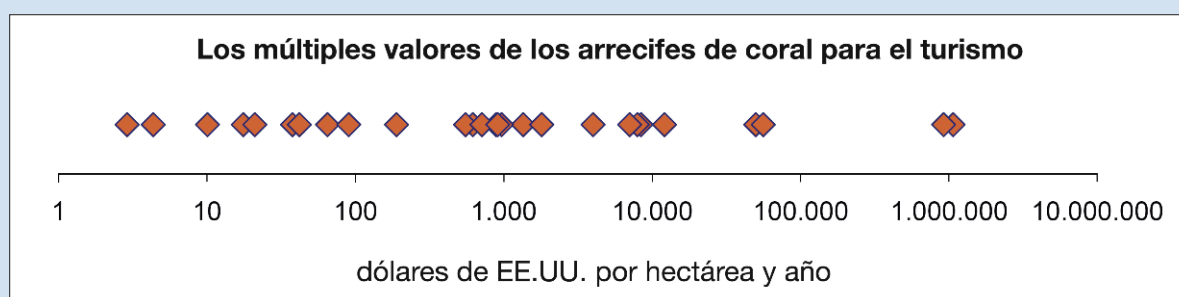 Los múltiples valores de los arrecifes de coral para el turismo
1 10 100 1.000 10.000 100.000 1.000.000 10.000.000
dólares de EE.UU. por hectárea y año